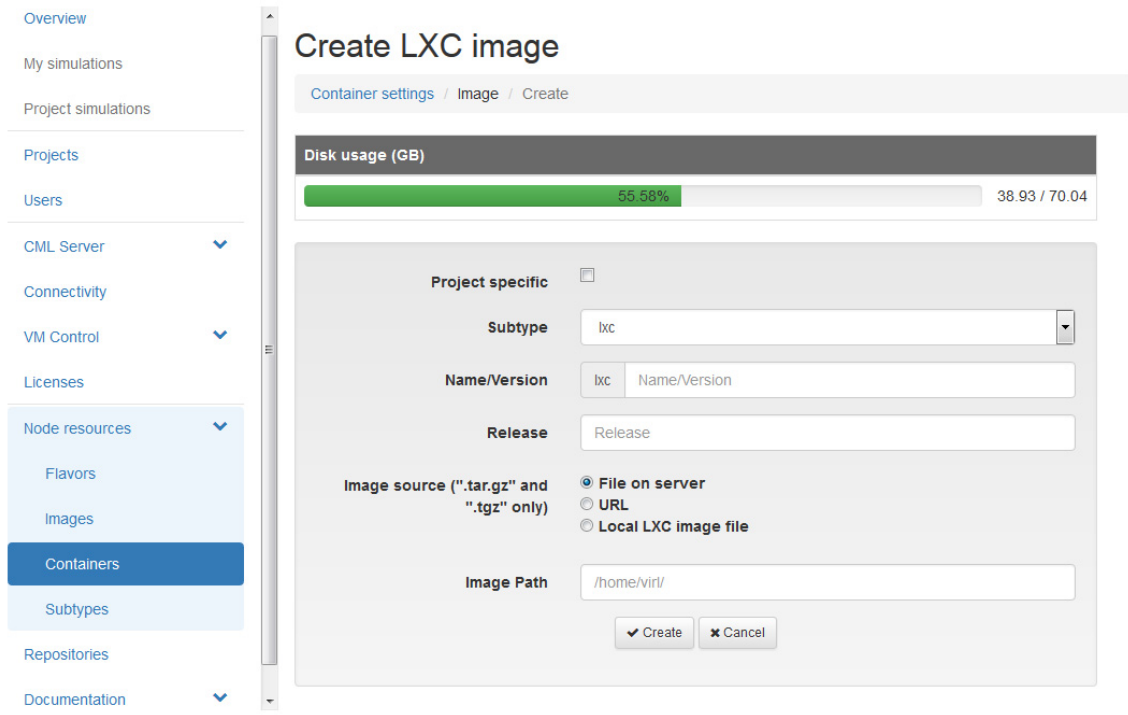 Overview
My simulations
Project simulations
Projects
Users
CML Server
Connectivity
VM Control
Licenses
Node resources
Flavors
Images
Containers
Subtypes
Repositories
Documentation
Create LXC image
Container settings / Image / Create
Disk usage (GB)
55.58% 38.93 / 70.04
Project specific
Subtype lxc
Name/Version lxc Name/Version
Release Release
Image source (".tar.gz" and
".tgz" only)
File on server
URL
Local LXC image file
Image Path /home/virl/
Create Cancel